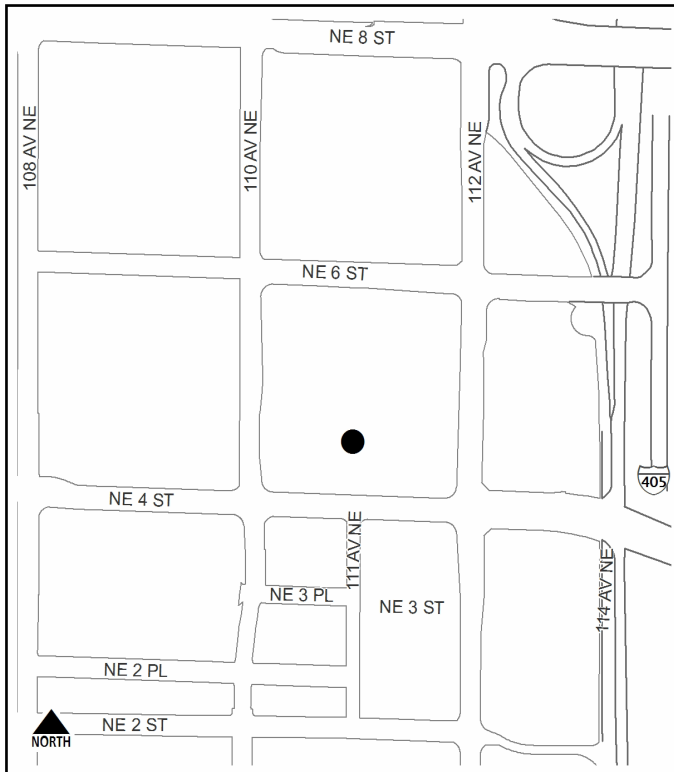 NE 8 ST
108 AV NE
110 AV NE
112 AV NE
NE 6 ST
405
NE 4 ST
111 AV NE
NE 3 PL
NE 3 ST
114 AV NE
NE 2 PL
NE 2 ST
NORTH